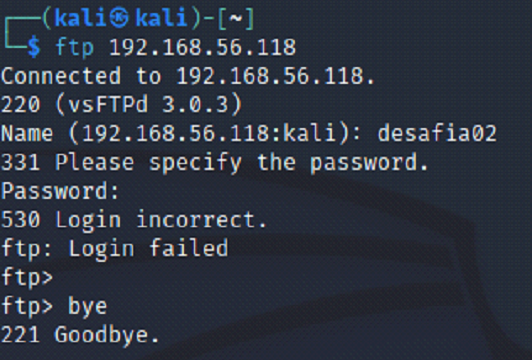 ┌──(kali㉿kali)-[~]
└─$ ftp 192.168.56.118
Connected to 192.168.56.118.
220 (vsFTPd 3.0.3)
Name (192.168.56.118:kali): desafia02
331 Please specify the password.
Password:
530 Login incorrect.
ftp: Login failed
ftp>
ftp> bye
221 Goodbye.